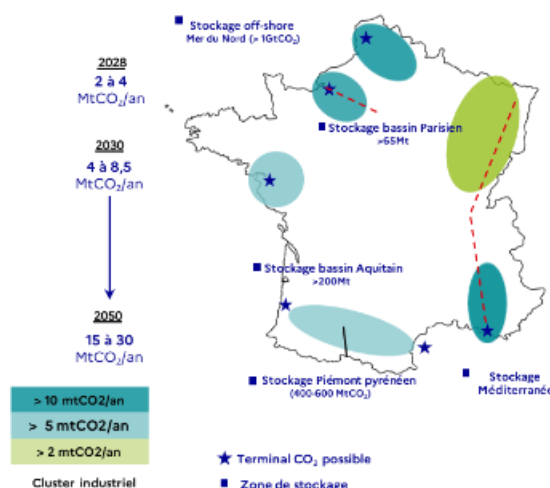 Stockage off-shore
Mer du Nord (> 1GtCO₂)
2028
2 à 4
MtCO₂/an
Stockage bassin Parisien
>65Mt
2030
4 à 8,5
MtCO₂/an
Stockage bassin Aquitain
>200Mt
2050
15 à 30
MtCO₂/an
Stockage Piémont pyrénéen
(400-600 MtCO₂)
Stockage
Méditerranée
> 10 mtCO2/an
> 5 mtCO2/an
> 2 mtCO2/an
Cluster industriel
Terminal CO₂ possible
Zone de stockage